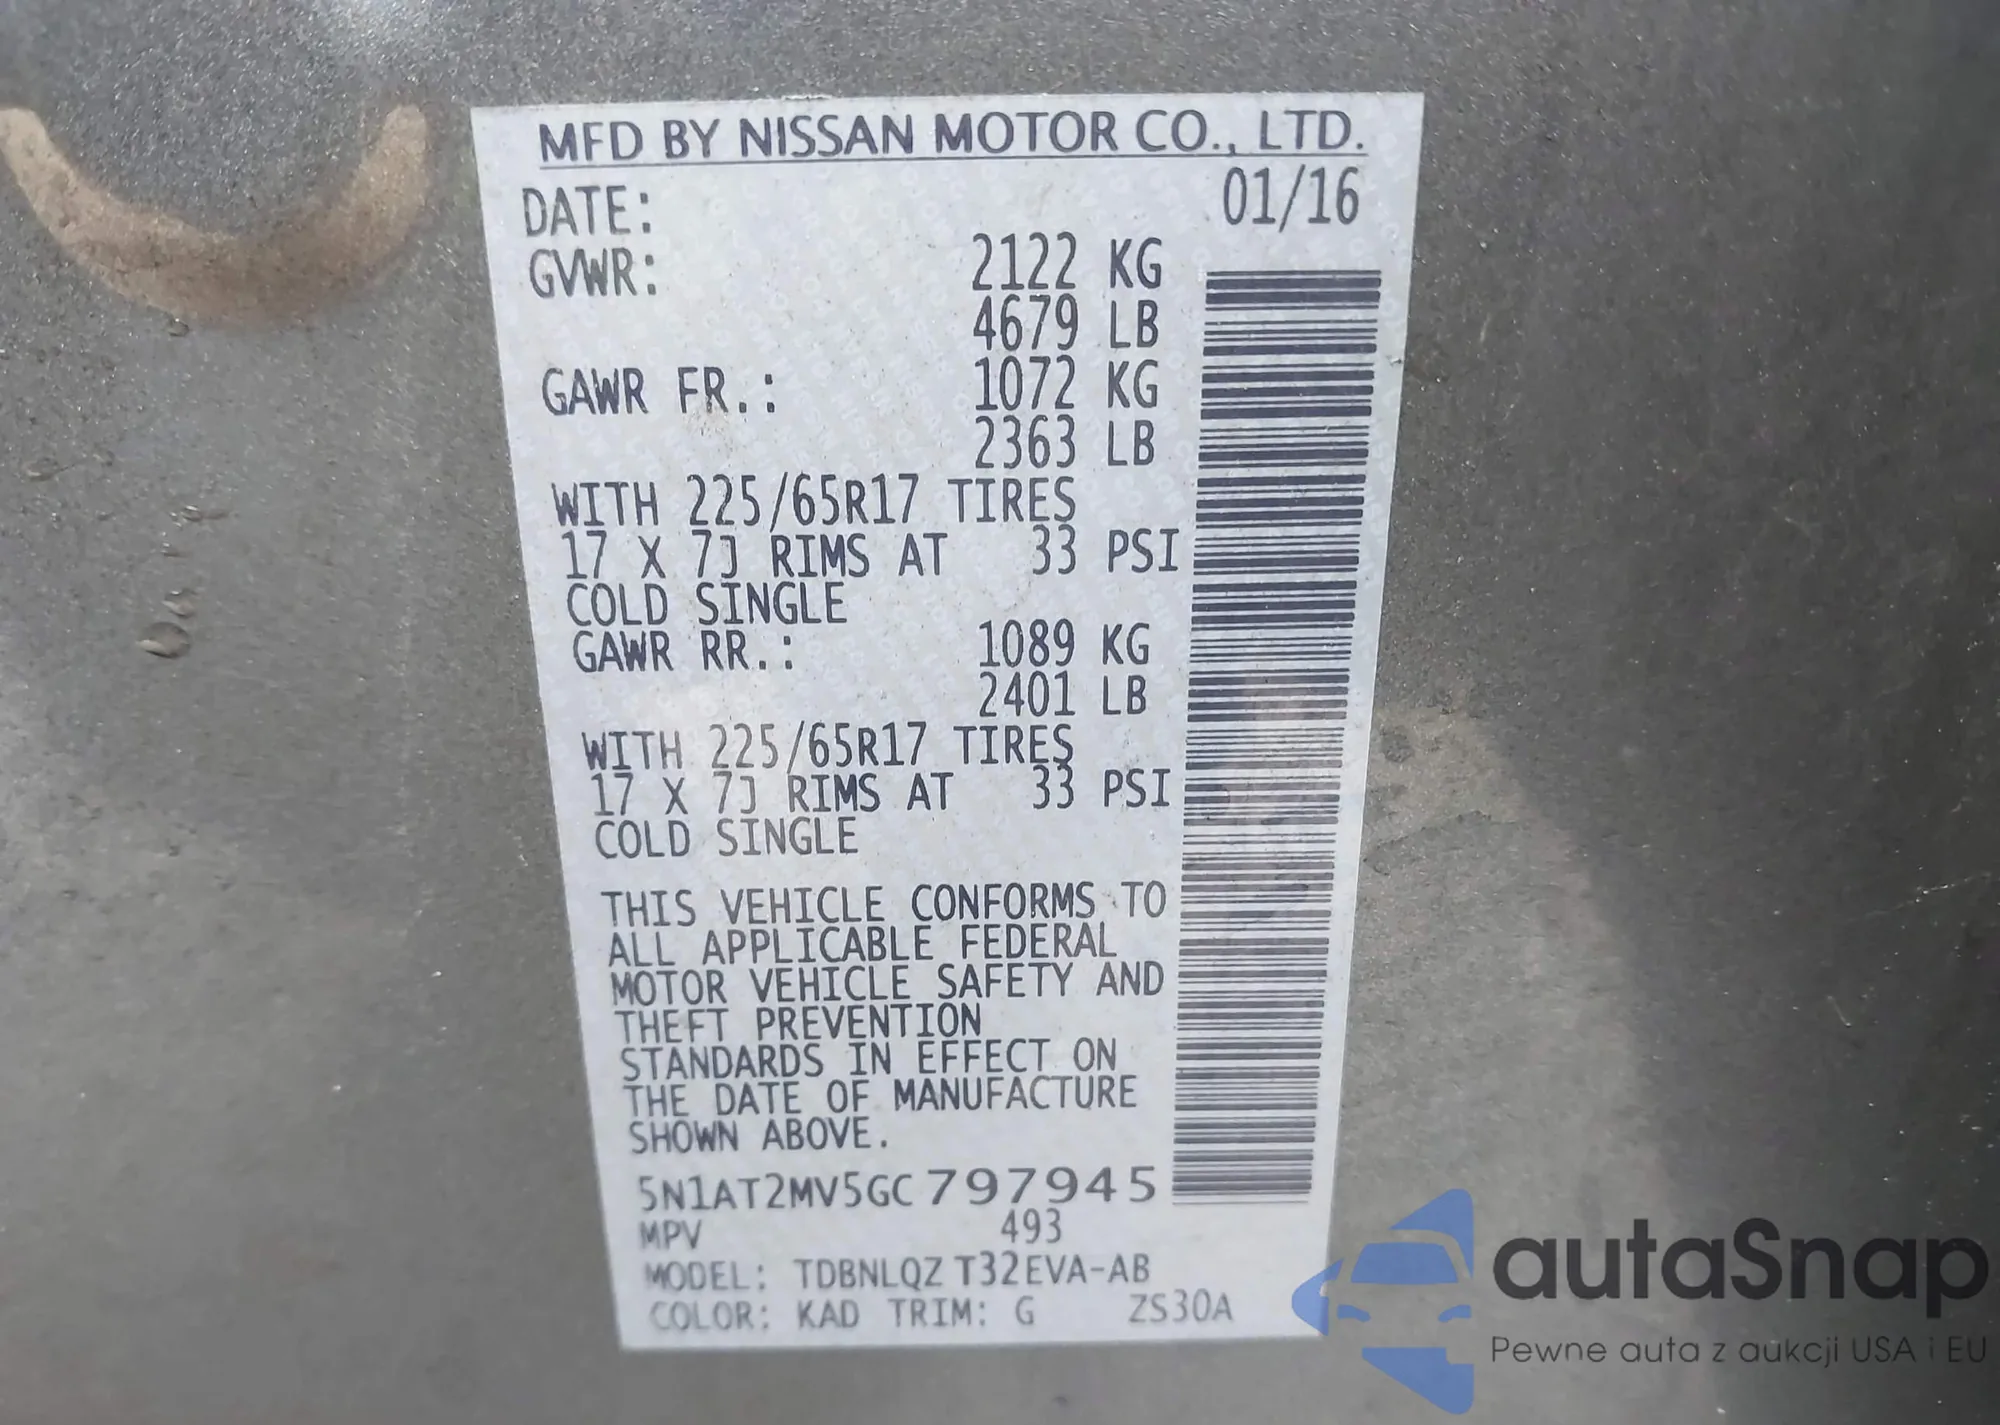 MFD BY NISSAN MOTOR CO., LTD.
DATE: 01/16
GVWR: 2122 KG
4679 LB
GAWR FR.: 1072 KG
2363 LB
WITH 225/65R17 TIRES
17 X 7J RIMS AT 33 PSI
COLD SINGLE
GAWR RR.: 1089 KG
2401 LB
WITH 225/65R17 TIRES
17 X 7J RIMS AT 33 PSI
COLD SINGLE
THIS VEHICLE CONFORMS TO
ALL APPLICABLE FEDERAL
MOTOR VEHICLE SAFETY AND
THEFT PREVENTION
STANDARDS IN EFFECT ON
THE DATE OF MANUFACTURE
SHOWN ABOVE.
5N1AT2MV5GC797945
MPV 493
MODEL: TDBNLQZ T32EVA-AB
COLOR: KAD TRIM: G ZS30A
autaSnap
Pewne auta z aukcji USA i EU